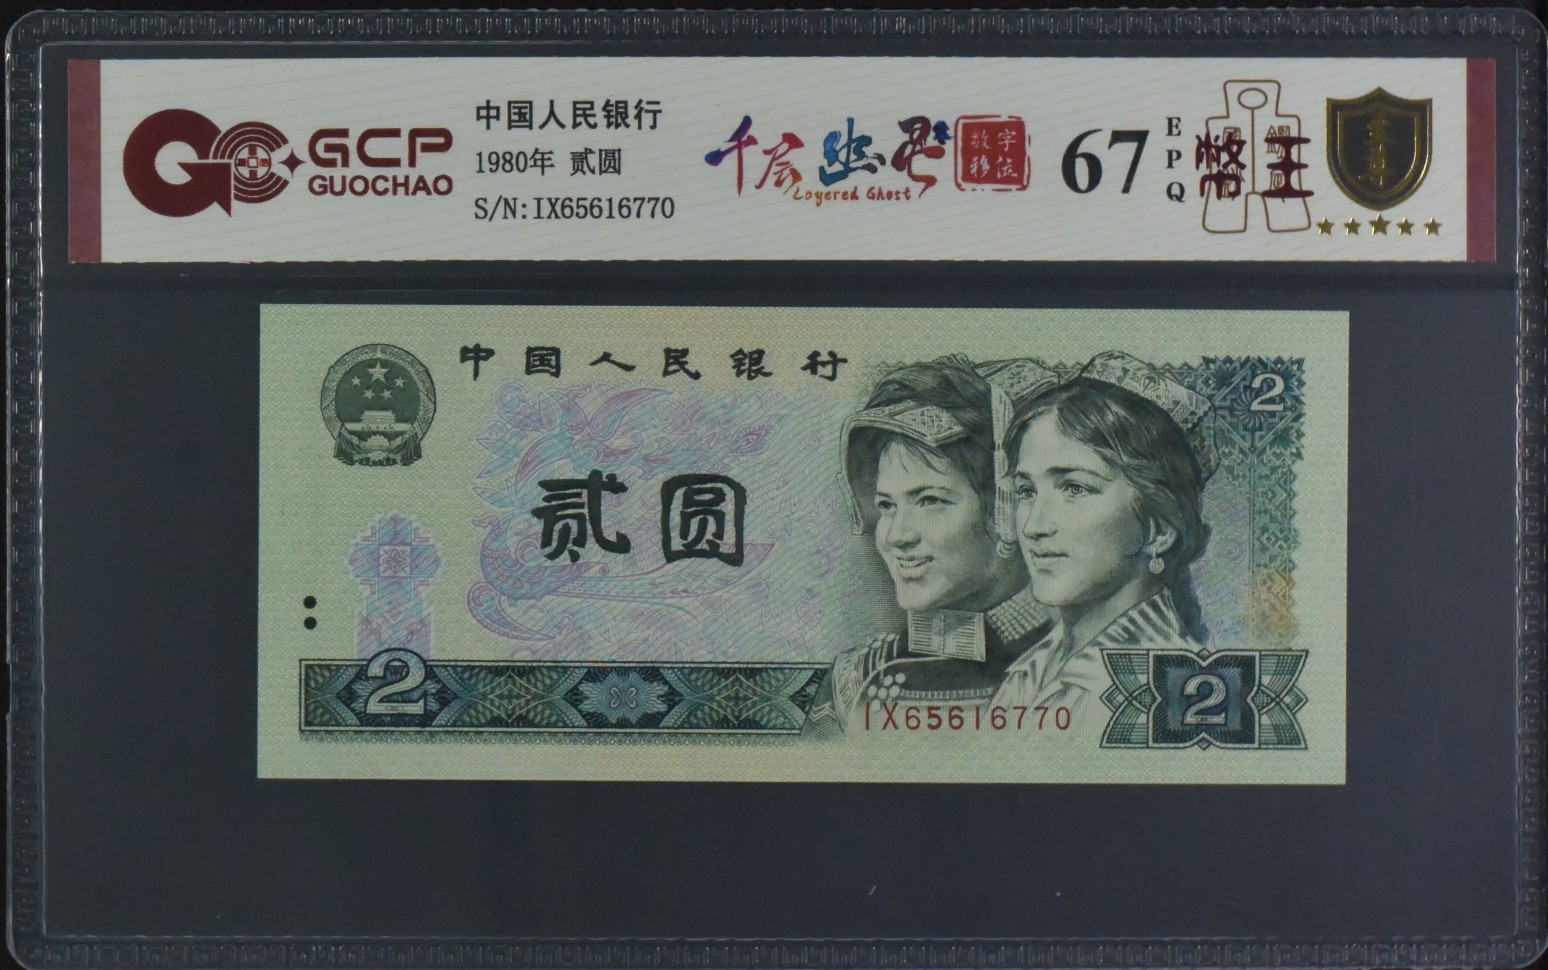 GCP
GUOCHAO
中国人民银行
1980年 贰圆
S/N:IX65616770
千层幽灵
Layered Ghost
数字
移位
67
EPQ
中国人民银行
2
贰圆
2
IX65616770
2